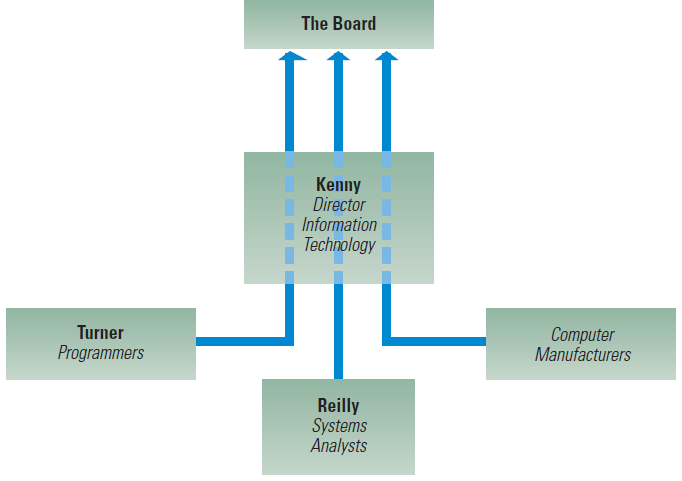 The Board
Kenny
Director
Information
Technology
Turner
Programmers
Computer
Manufacturers
Reilly
Systems
Analysts